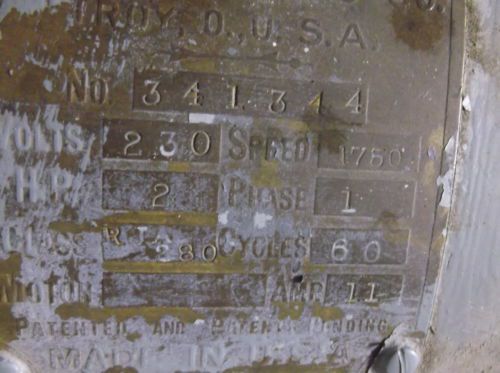 TROY, O., U. S. A.
NO. 341344
VOLTS 230 SPEED 1750
H.P. 2 PHASE 1
CLASS 80 CYCLES 60
MOTOR AMP. 11
PATENTED AND PATENTS PENDING
MADE IN U.S.A.